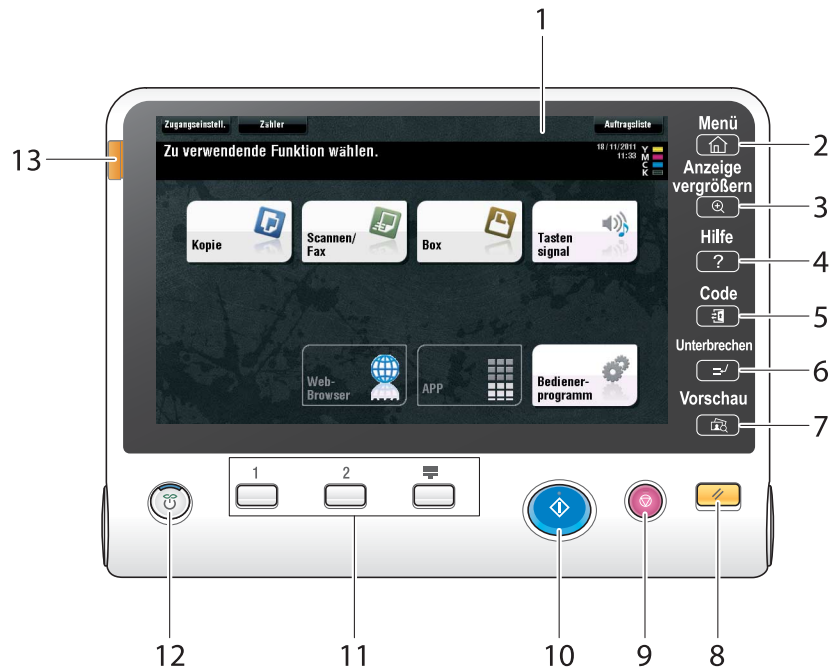 1
Zugangseinstell. Zähler Auftragsliste
Zu verwendende Funktion wählen.
18/11/2011
11:33
Y
M
C
K
Kopie
Scannen/
Fax
Box
Tasten
signal
Web-
Browser
APP
Bediener-
programm
Menü
2
Anzeige
vergrößern
3
Hilfe
?
4
Code
5
Unterbrechen
6
Vorschau
7
13
1 2
12 11 10 9 8